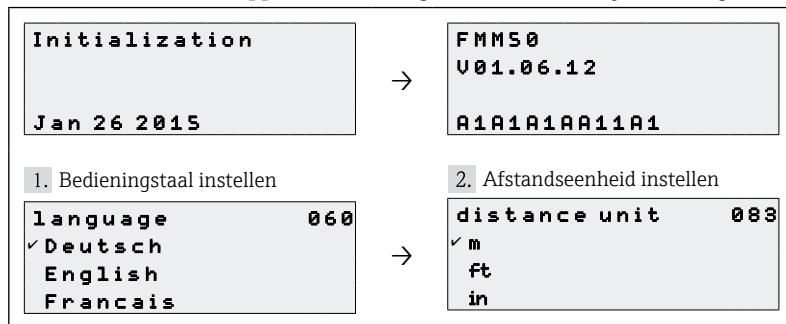 Initialization
Jan 26 2015
→
FMM50
V01.06.12
A1A1A1AA11A1
1. Bedieningstaal instellen
language 060
✓ Deutsch
English
Francais
→
2. Afstandseenheid instellen
distance unit 083
✓ m
ft
in